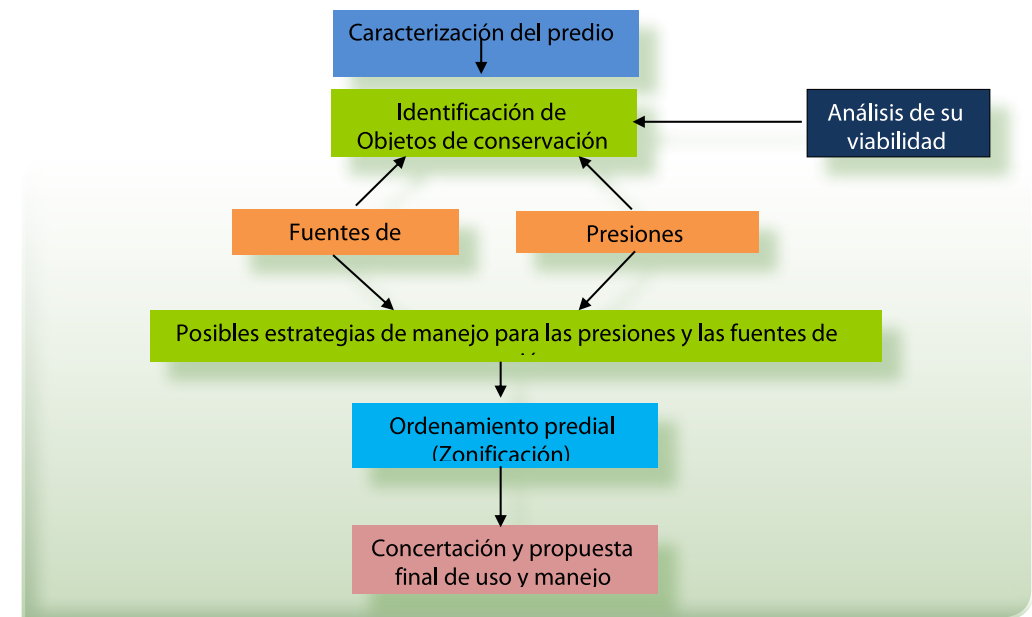 Caracterización del predio
Identificación de
Objetos de conservación
Análisis de su
viabilidad
Fuentes de
Presiones
Posibles estrategias de manejo para las presiones y las fuentes de
Ordenamiento predial
(Zonificación)
Concertación y propuesta
final de uso y manejo